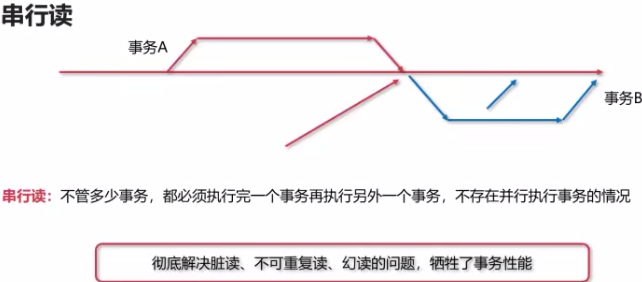 串行读
事务A
事务B
串行读：不管多少事务，都必须执行完一个事务再执行另外一个事务，不存在并行执行事务的情况
彻底解决脏读、不可重复读、幻读的问题，牺牲了事务性能